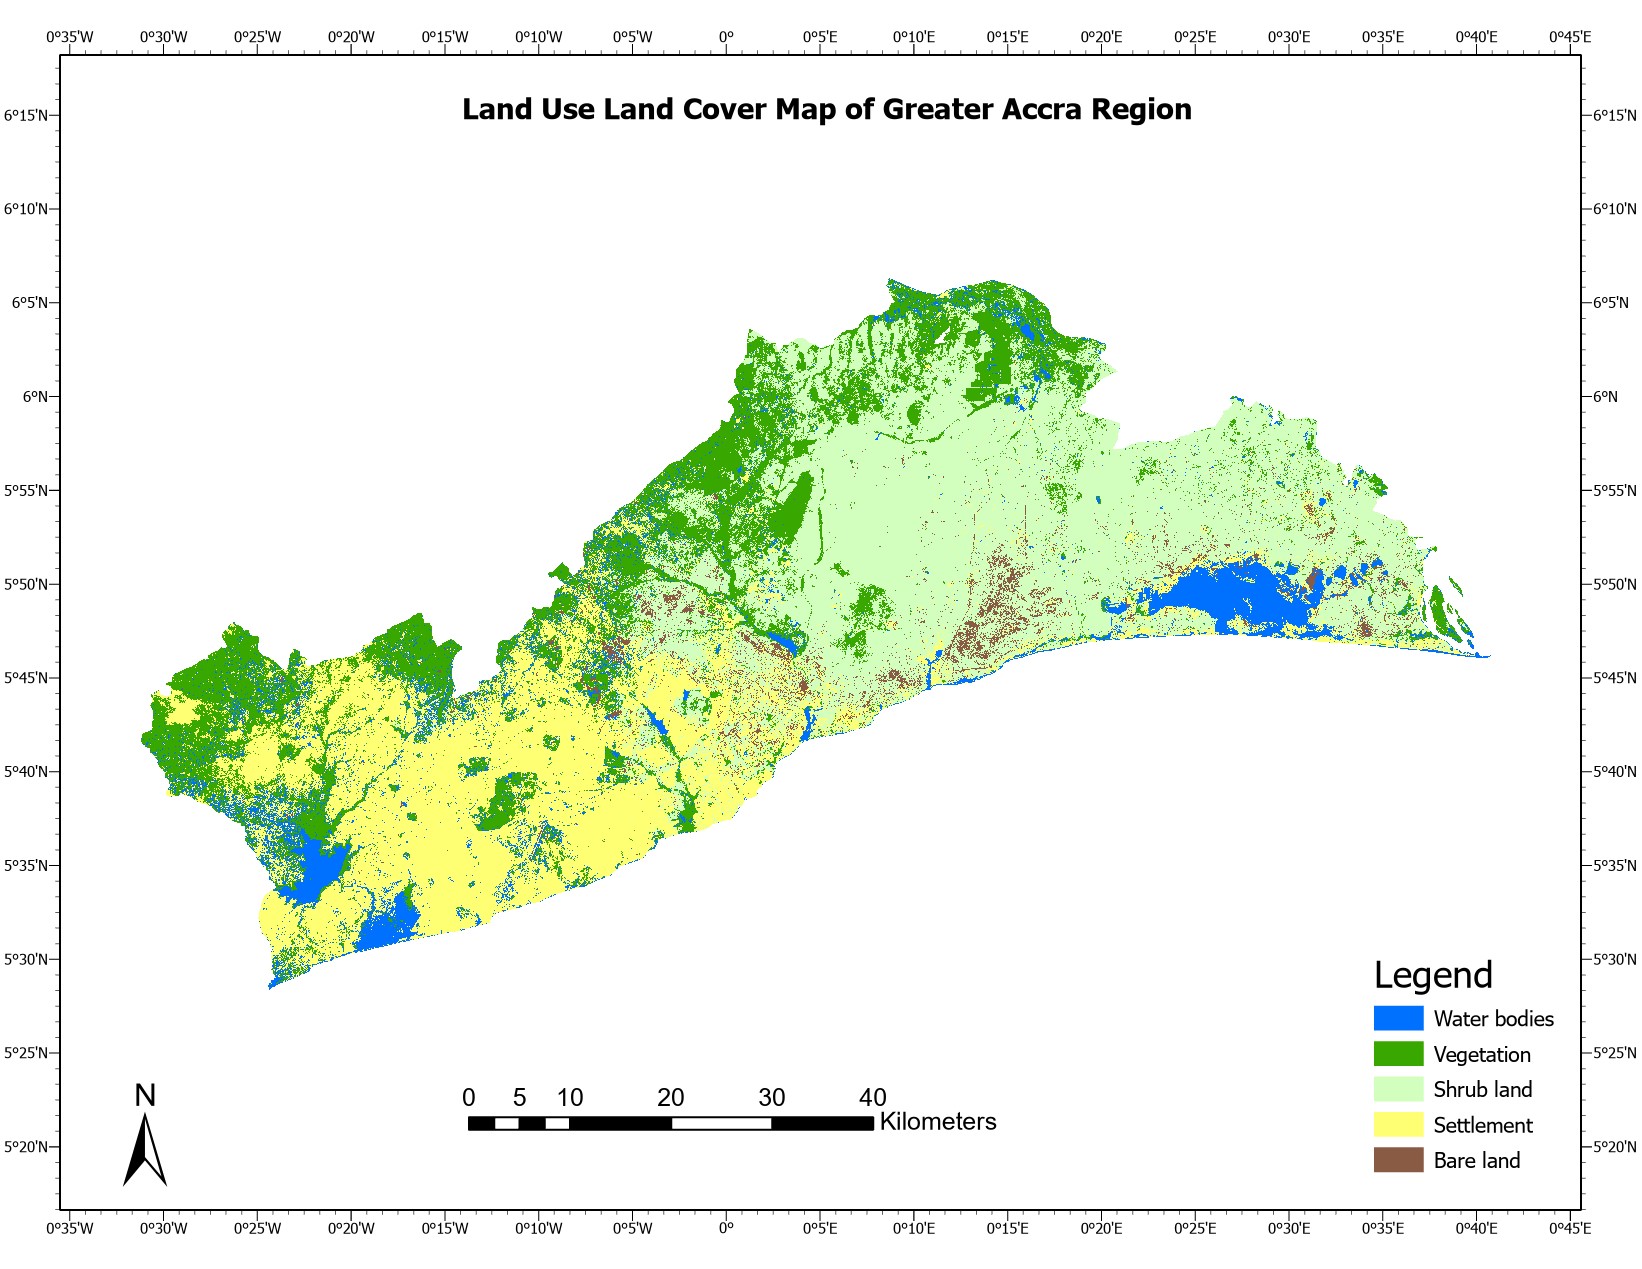 0°35'W 0°30'W 0°25'W 0°20'W 0°15'W 0°10'W 0°5'W 0° 0°5'E 0°10'E 0°15'E 0°20'E 0°25'E 0°30'E 0°35'E 0°40'E 0°45'E
Land Use Land Cover Map of Greater Accra Region
6°15'N 6°15'N
6°10'N 6°10'N
6°5'N 6°5'N
6°N 6°N
5°55'N 5°55'N
5°50'N 5°50'N
5°45'N 5°45'N
5°40'N 5°40'N
5°35'N 5°35'N
5°30'N 5°30'N
Legend
Water bodies
5°25'N Vegetation 5°25'N
N 0 5 10 20 30 40 Shrub land
Kilometers Settlement
5°20'N 5°20'N
Bare land
0°35'W 0°30'W 0°25'W 0°20'W 0°15'W 0°10'W 0°5'W 0° 0°5'E 0°10'E 0°15'E 0°20'E 0°25'E 0°30'E 0°35'E 0°40'E 0°45'E